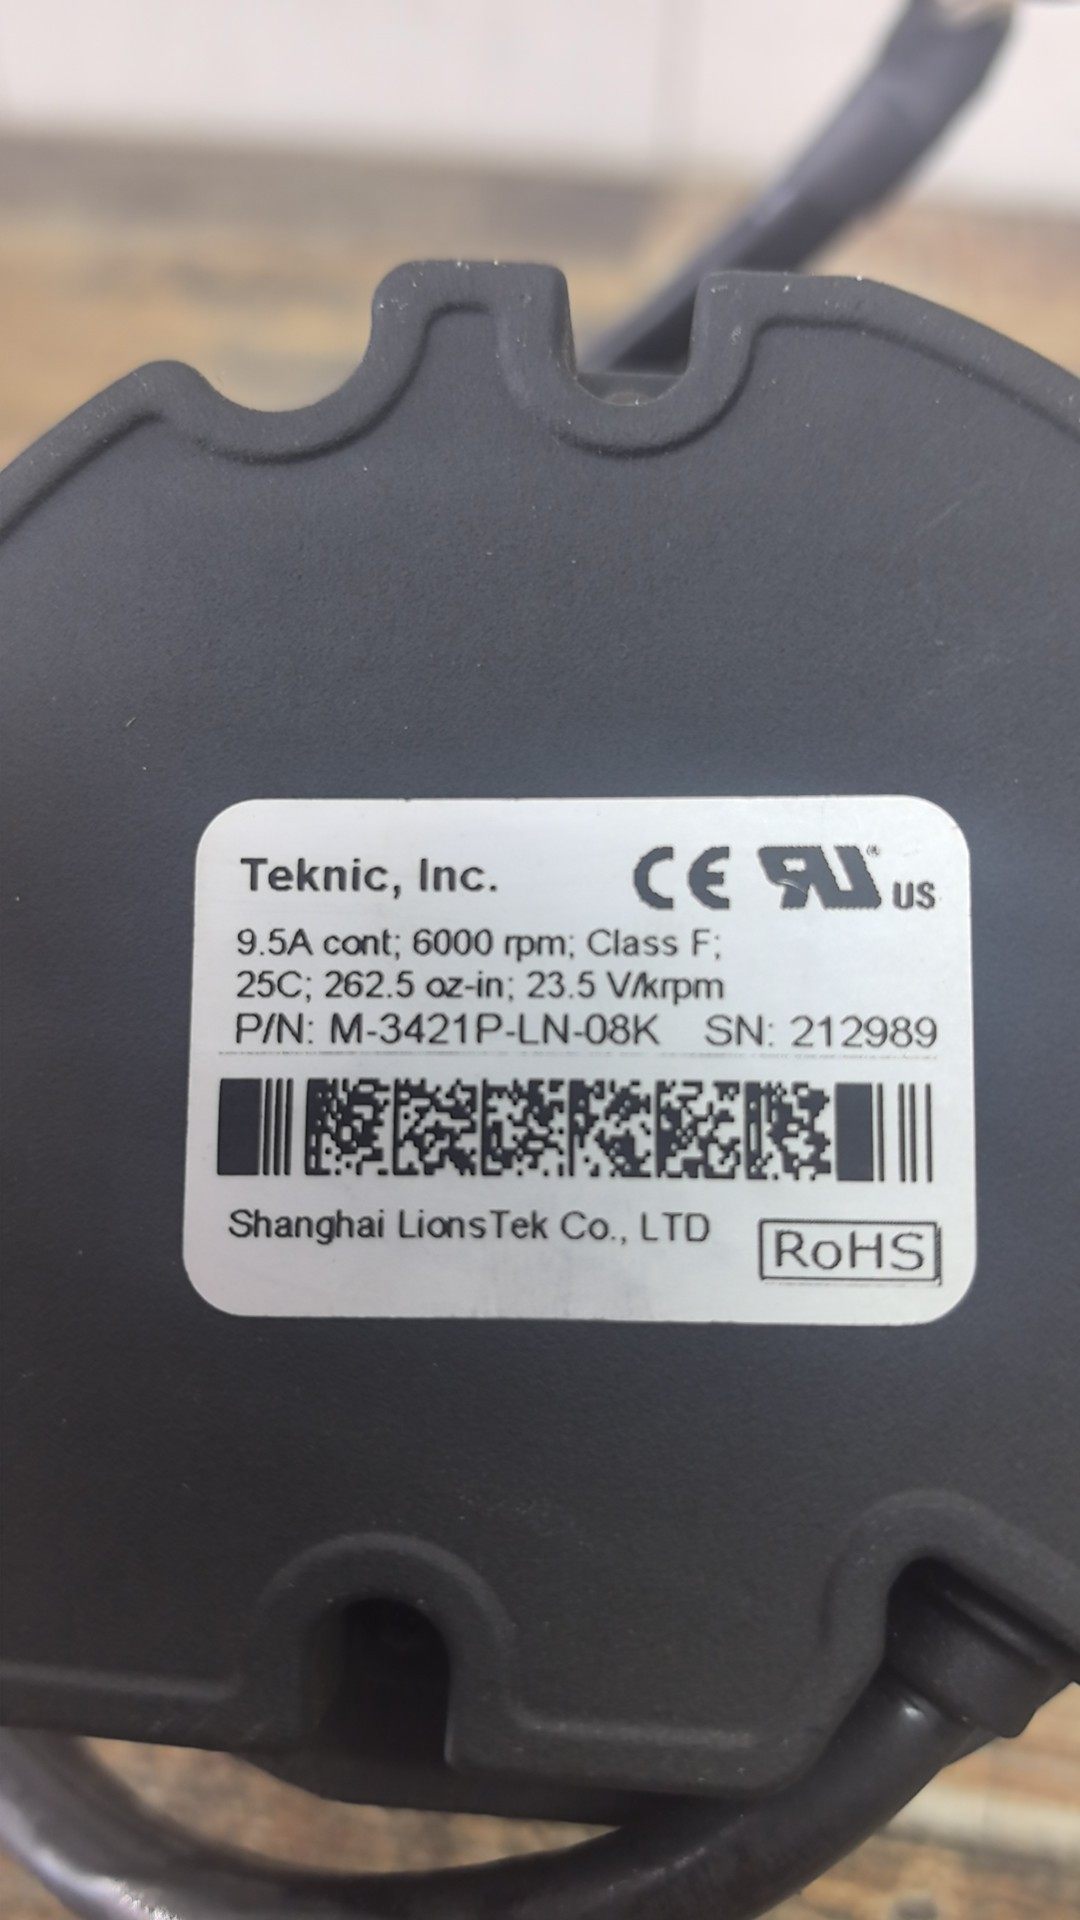 Teknic, Inc. CE RU® US
9.5A cont; 6000 rpm; Class F;
25C; 262.5 oz-in; 23.5 V/krpm
P/N: M-3421P-LN-08K SN: 212989
Shanghai LionsTek Co., LTD
RoHS